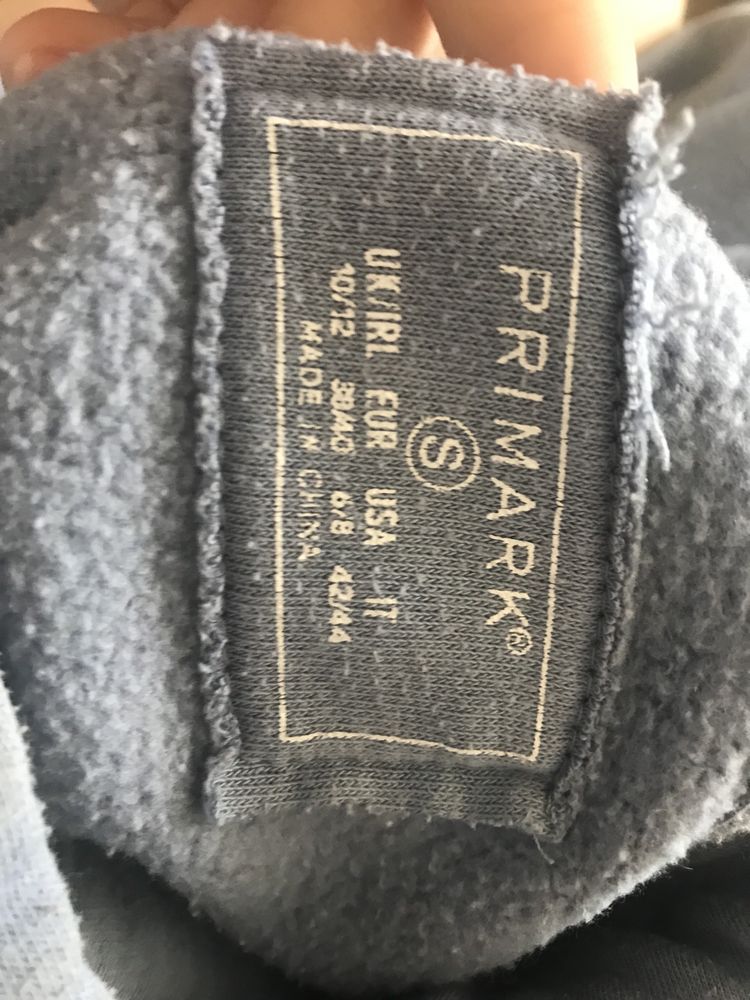 PRIMARK®
S
UK/IRL EUR USA IT
10/12 38/40 6/8 42/44
MADE IN CHINA